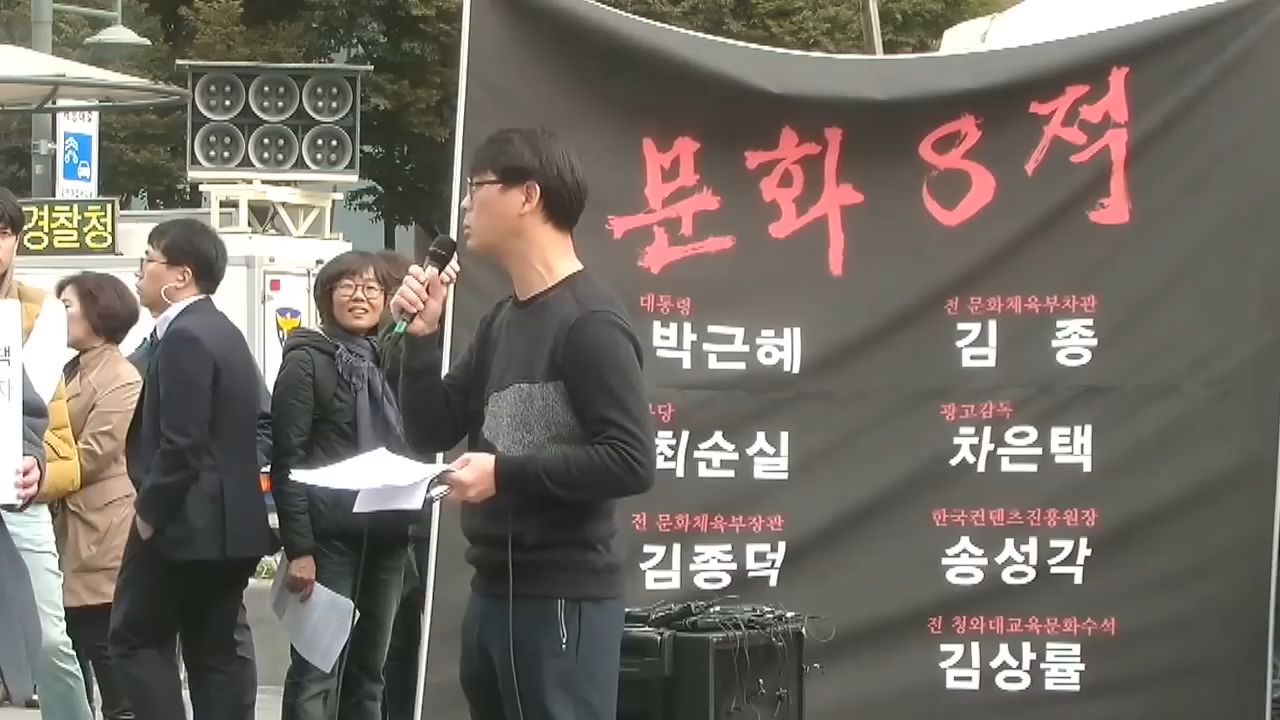 경찰청
문화 8적
대통령
박근혜
전 문화체육부차관
김 종
최순실
광고감독
차은택
전 문화체육부장관
김종덕
한국컨텐츠진흥원장
송성각
전 청와대교육문화수석
김상률